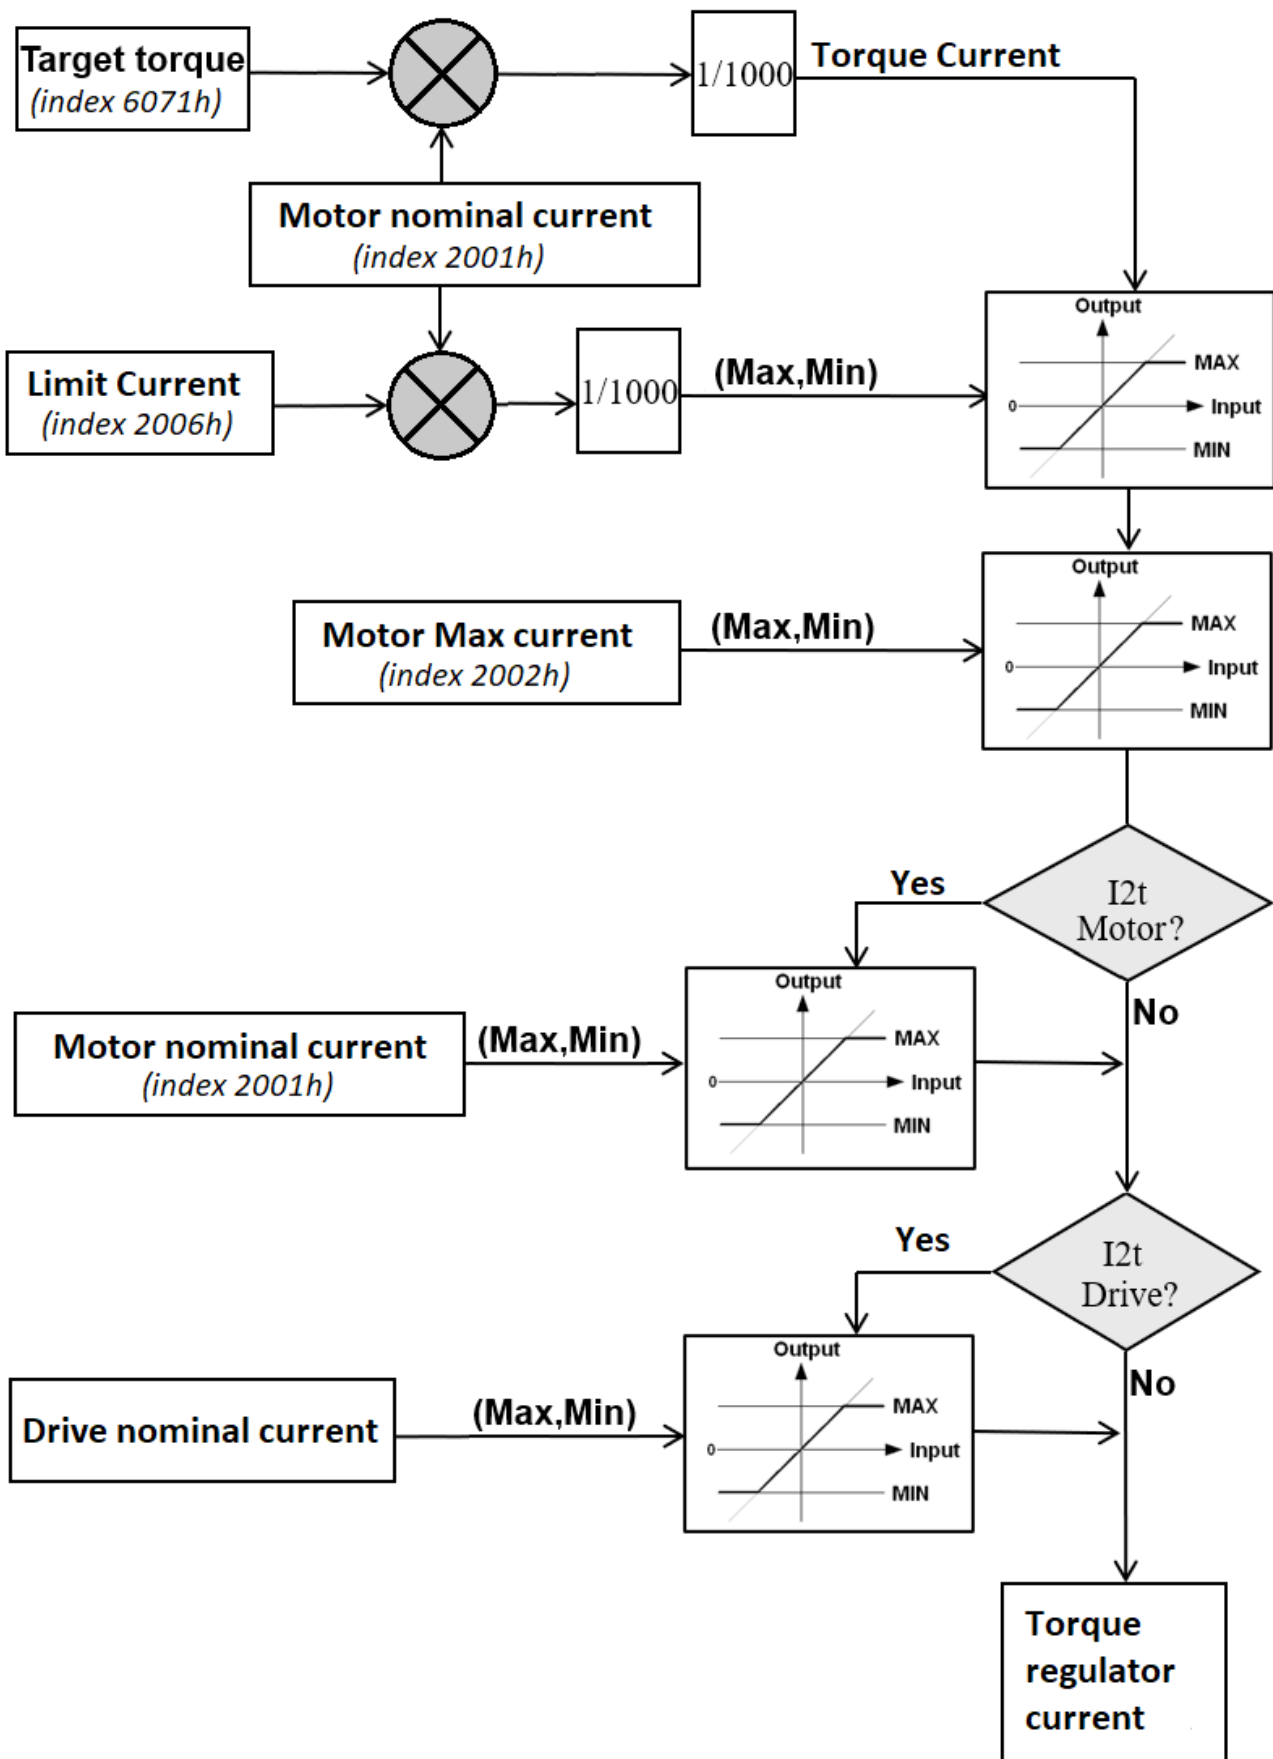 Target torque
(index 6071h)
1/1000
Torque Current
Motor nominal current
(index 2001h)
Limit Current
(index 2006h)
1/1000
(Max,Min)
Output
MAX
0
Input
MIN
Motor Max current
(index 2002h)
(Max,Min)
Output
MAX
0
Input
MIN
I2t
Motor?
Yes
No
Motor nominal current
(index 2001h)
(Max,Min)
Output
MAX
0
Input
MIN
I2t
Drive?
Yes
No
Drive nominal current
(Max,Min)
Output
MAX
0
Input
MIN
Torque
regulator
current